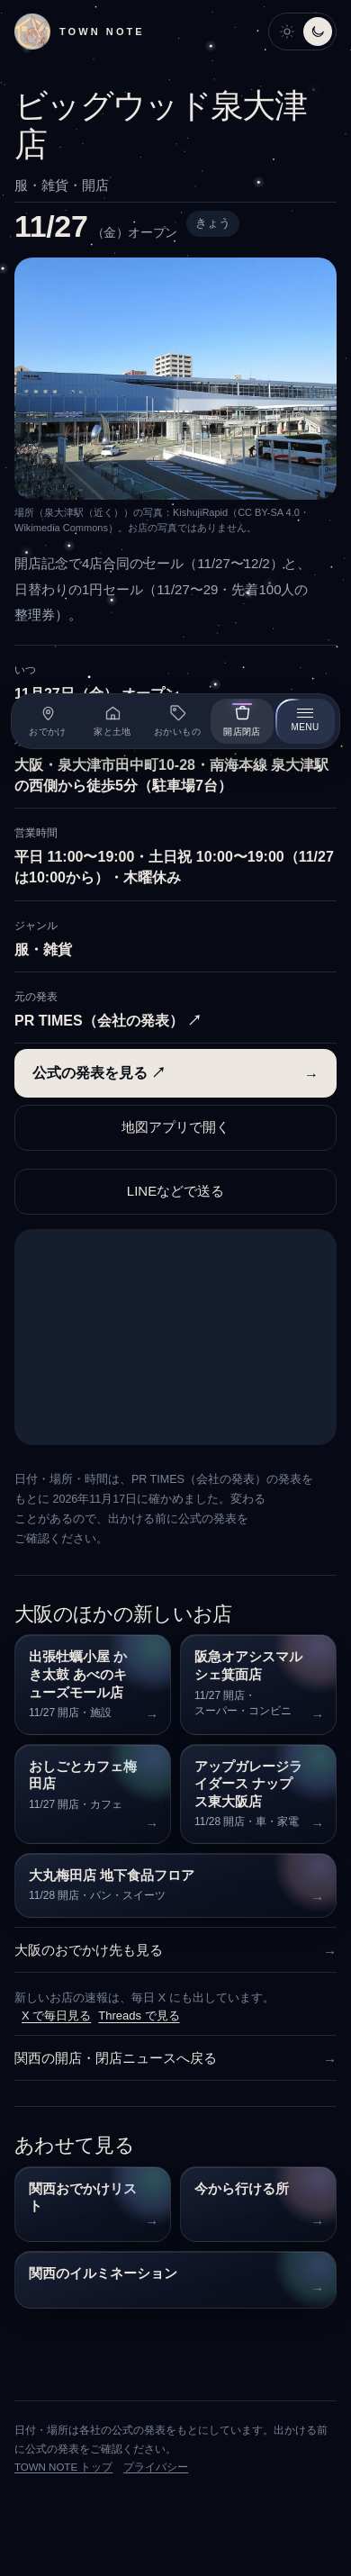 TOWN NOTE
ビッグウッド泉大津
店
服・雑貨・開店
11/27 （金）オープン きょう
場所（泉大津駅（近く））の写真：KishujiRapid（CC BY-SA 4.0・
Wikimedia Commons）。お店の写真ではありません。
開店記念で4店合同のセール（11/27〜12/2）と、
日替わりの1円セール（11/27〜29・先着100人の
整理券）。
いつ
11月27日（金） オープン
おでかけ 家と土地 おかいもの 開店閉店 MENU
大阪・泉大津市田中町10-28・南海本線 泉大津駅
の西側から徒歩5分（駐車場7台）
営業時間
平日 11:00〜19:00・土日祝 10:00〜19:00（11/27
は10:00から）・木曜休み
ジャンル
服・雑貨
元の発表
PR TIMES（会社の発表） ↗
公式の発表を見る ↗ →
地図アプリで開く
LINEなどで送る
日付・場所・時間は、PR TIMES（会社の発表）の発表を
もとに 2026年11月17日に確かめました。変わる
ことがあるので、出かける前に公式の発表を
ご確認ください。
大阪のほかの新しいお店
出張牡蠣小屋 か
き太鼓 あべのキ
ューズモール店
11/27 開店・施設 →
阪急オアシスマル
シェ箕面店
11/27 開店・
スーパー・コンビニ →
おしごとカフェ梅
田店
11/27 開店・カフェ
→
アップガレージラ
イダース ナップ
ス東大阪店
11/28 開店・車・家電 →
大丸梅田店 地下食品フロア
11/28 開店・パン・スイーツ →
大阪のおでかけ先も見る →
新しいお店の速報は、毎日 X にも出しています。
X で毎日見る Threads で見る
関西の開店・閉店ニュースへ戻る →
あわせて見る
関西おでかけリス
ト
→
今から行ける所
→
関西のイルミネーション
→
日付・場所は各社の公式の発表をもとにしています。出かける前
に公式の発表をご確認ください。
TOWN NOTE トップ プライバシー